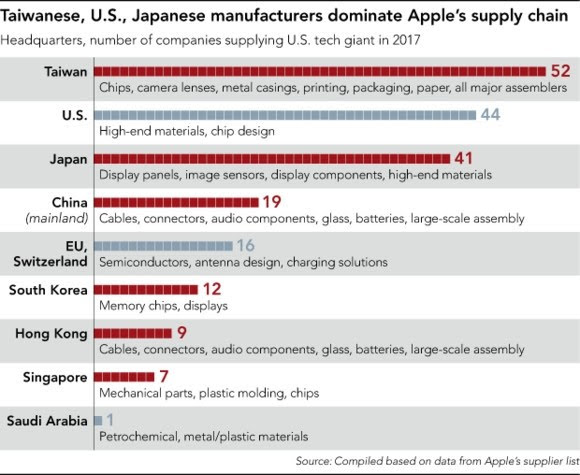 Taiwanese, U.S., Japanese manufacturers dominate Apple's supply chain
Headquarters, number of companies supplying U.S. tech giant in 2017
Taiwan 52
Chips, camera lenses, metal casings, printing, packaging, paper, all major assemblers
U.S. 44
High-end materials, chip design
Japan 41
Display panels, image sensors, display components, high-end materials
China 19
(mainland) Cables, connectors, audio components, glass, batteries, large-scale assembly
EU, 16
Switzerland Semiconductors, antenna design, charging solutions
South Korea 12
Memory chips, displays
Hong Kong 9
Cables, connectors, audio components, glass, batteries, large-scale assembly
Singapore 7
Mechanical parts, plastic molding, chips
Saudi Arabia 1
Petrochemical, metal/plastic materials
Source: Compiled based on data from Apple's supplier list